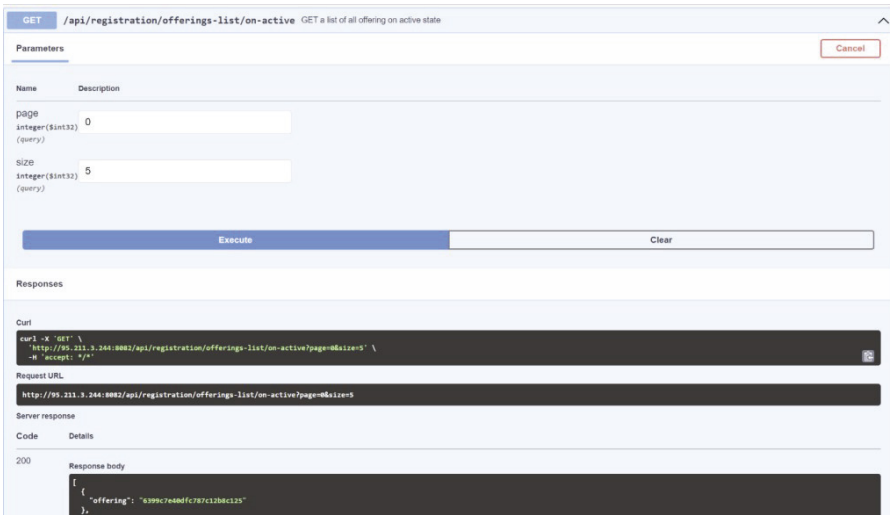 GET /api/registration/offerings-list/on-active GET a list of all offering on active state
Parameters
Cancel
Name Description
page
integer($int32)
(query)
0
size
integer($int32)
(query)
5
Execute Clear
Responses
Curl
curl -X 'GET' \
'http://95.211.3.244:8082/api/registration/offerings-list/on-active?page=0&size=5' \
-H 'accept: */*'
Request URL
http://95.211.3.244:8082/api/registration/offerings-list/on-active?page=0&size=5
Server response
Code Details
200
Response body
[
{
"offering": "6399c7e40dfc787c12b8c125"
},